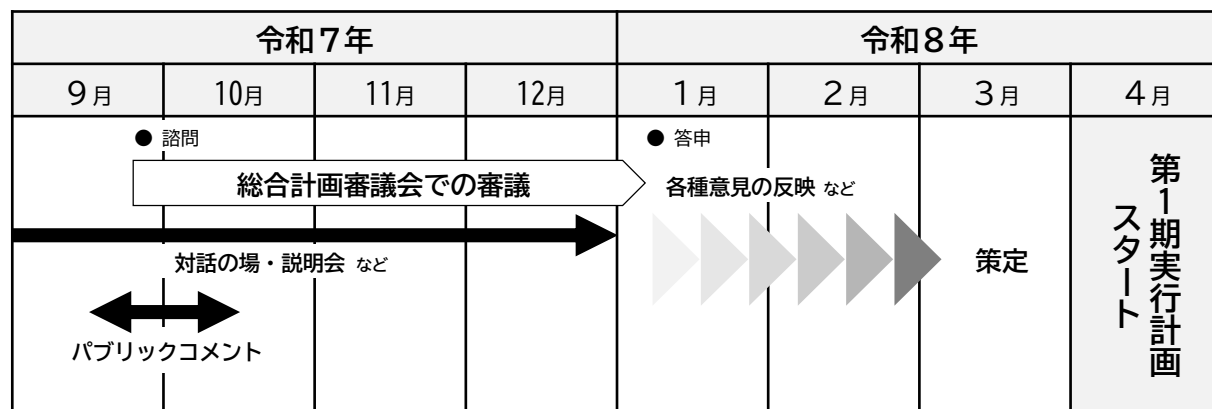 令和7年
令和8年
9月
10月
11月
12月
1月
2月
3月
4月
● 諮問
● 答申
総合計画審議会での審議
各種意見の反映 など
対話の場・説明会 など
パブリックコメント
策定
第1期実行計画
スタート